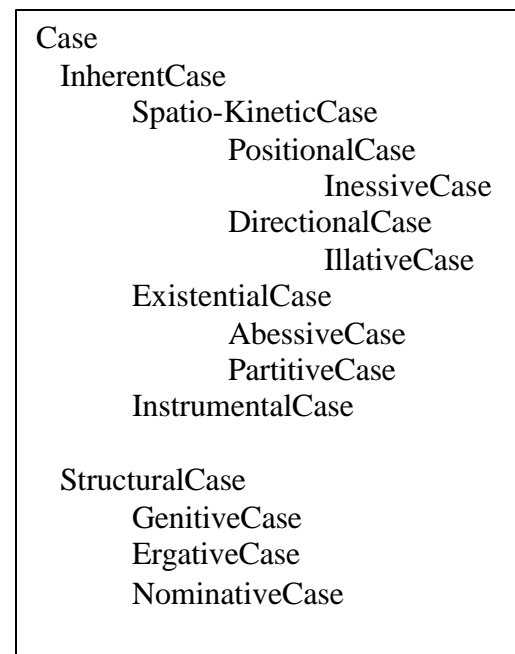 Case
InherentCase
Spatio-KineticCase
PositionalCase
InessiveCase
DirectionalCase
IllativeCase
ExistentialCase
AbessiveCase
PartitiveCase
InstrumentalCase
StructuralCase
GenitiveCase
ErgativeCase
NominativeCase